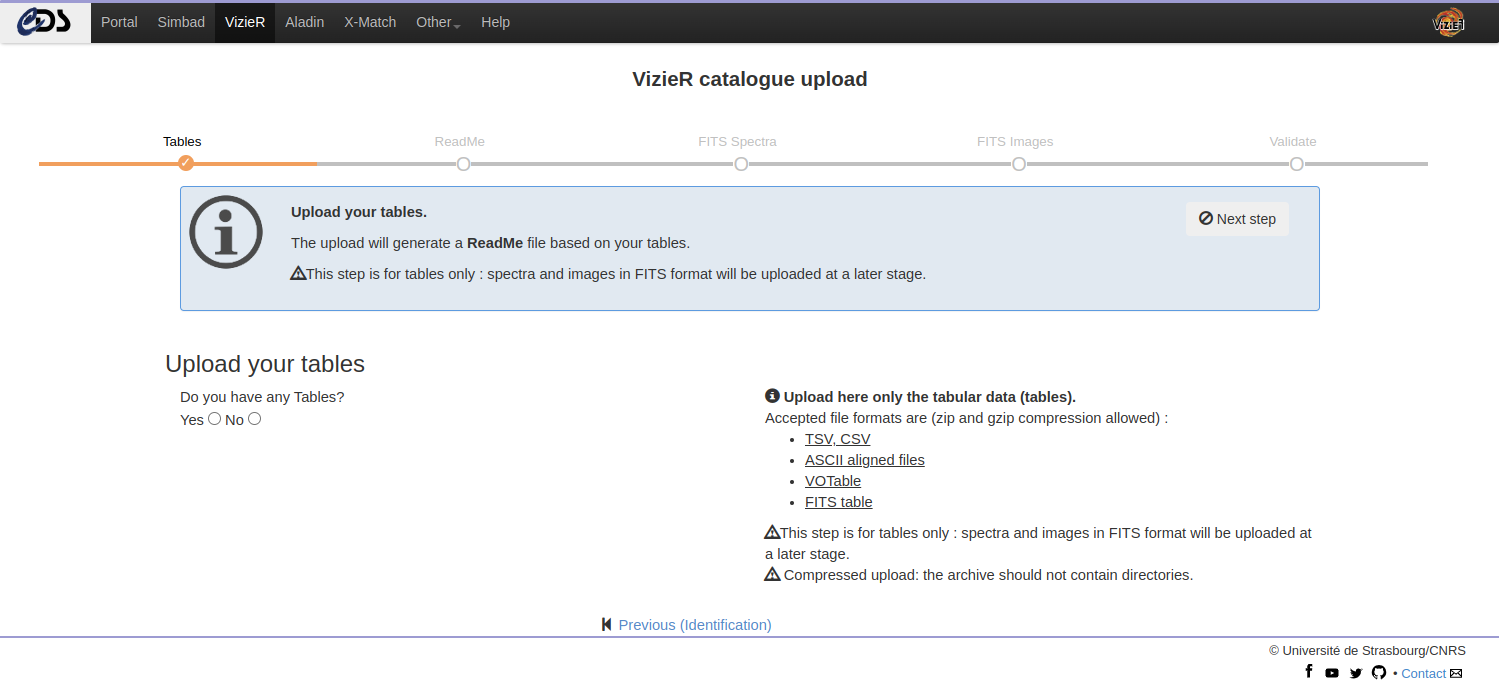 CDS Portal Simbad VizieR Aladin X-Match Other Help VizieR
VizieR catalogue upload
Tables ReadMe FITS Spectra FITS Images Validate
Upload your tables.
Next step
The upload will generate a ReadMe file based on your tables.
This step is for tables only : spectra and images in FITS format will be uploaded at a later stage.
Upload your tables
Do you have any Tables?
Yes No
Upload here only the tabular data (tables).
Accepted file formats are (zip and gzip compression allowed) :
• TSV, CSV
• ASCII aligned files
• VOTable
• FITS table
This step is for tables only : spectra and images in FITS format will be uploaded at
a later stage.
Compressed upload: the archive should not contain directories.
Previous (Identification)
© Université de Strasbourg/CNRS
• Contact